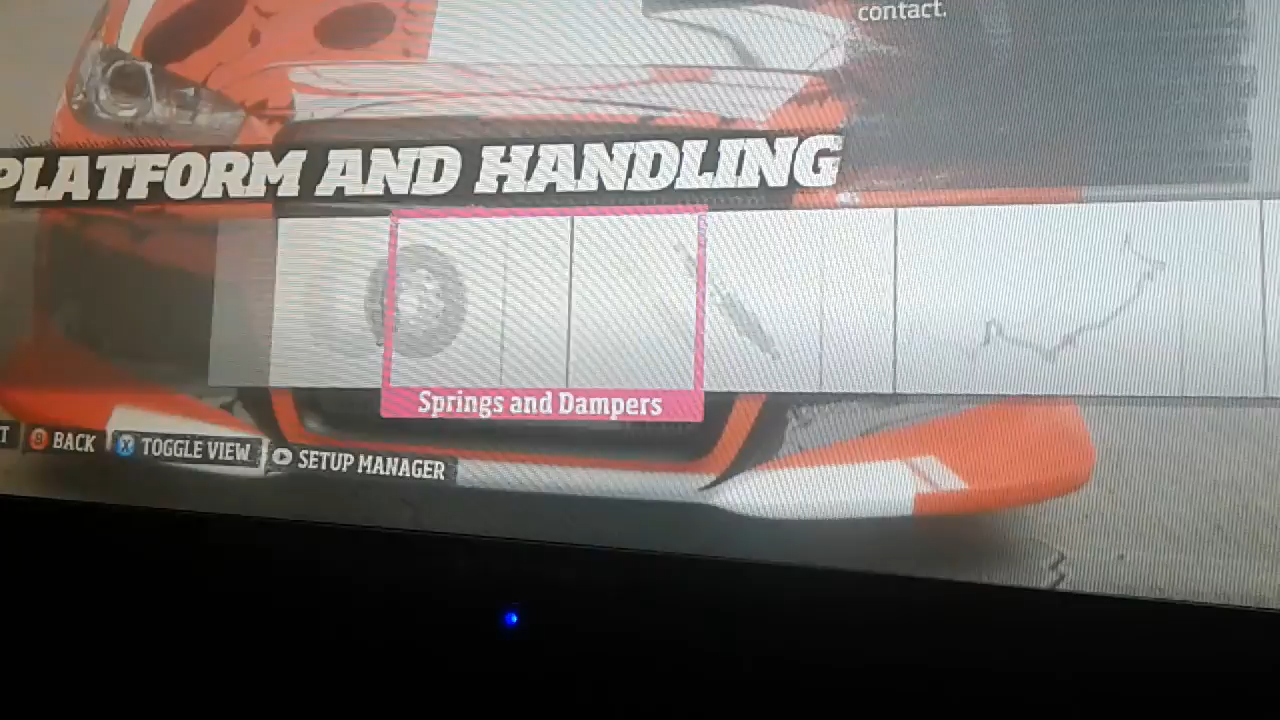 contact.
PLATFORM AND HANDLING
Springs and Dampers
T B BACK X TOGGLE VIEW SETUP MANAGER